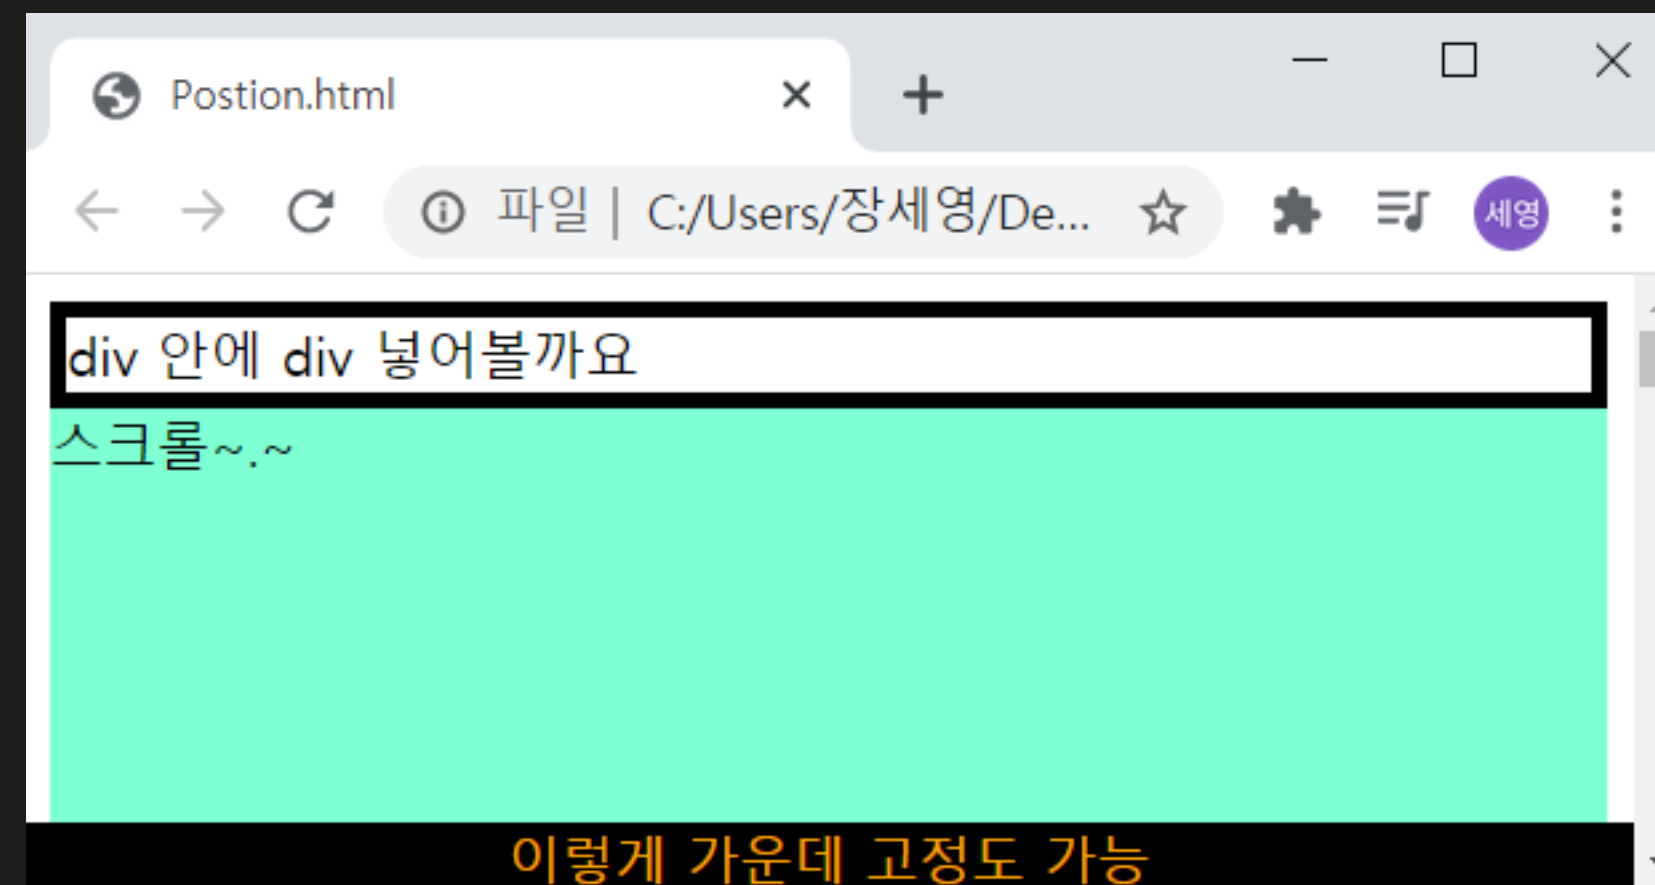 Postion.html
파일 | C:/Users/장세영/De...
세영
div 안에 div 넣어볼까요
스크롤~.~
이렇게 가운데 고정도 가능